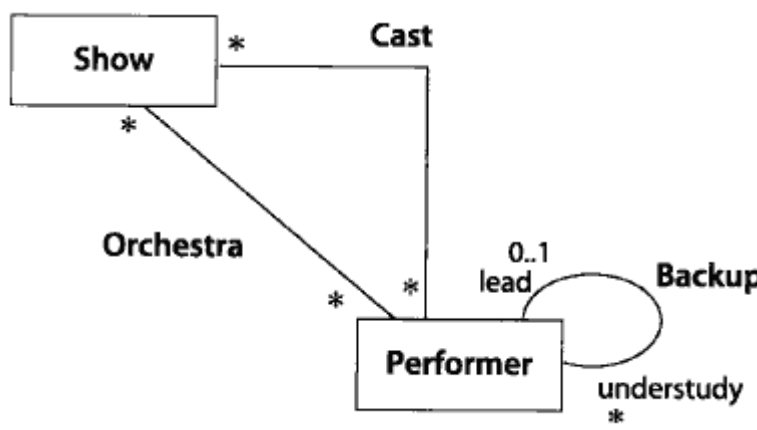 Cast
*
Show
*
Orchestra
0..1
lead
Backup
*
*
Performer
understudy
*